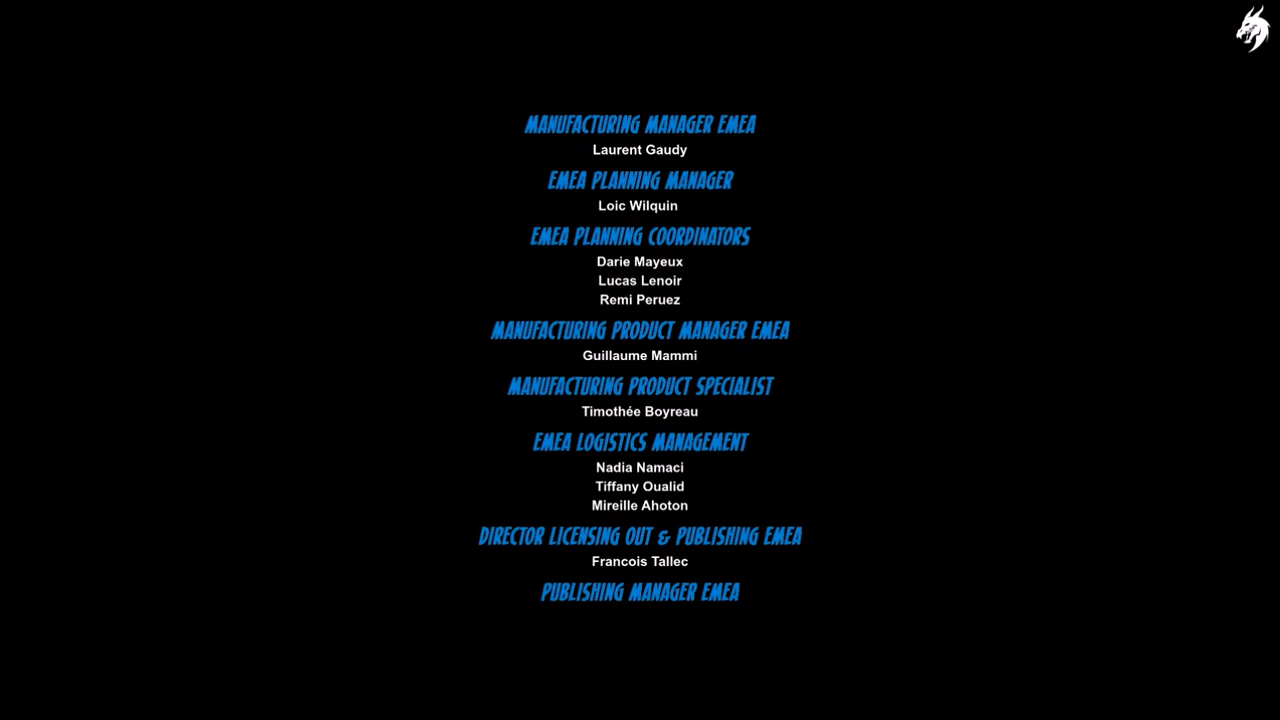 MANUFACTURING MANAGER EMEA
Laurent Gaudy
EMEA PLANNING MANAGER
Loic Wilquin
EMEA PLANNING COORDINATORS
Darie Mayeux
Lucas Lenoir
Remi Peruez
MANUFACTURING PRODUCT MANAGER EMEA
Guillaume Mammi
MANUFACTURING PRODUCT SPECIALIST
Timothée Boyreau
EMEA LOGISTICS MANAGEMENT
Nadia Namaci
Tiffany Oualid
Mireille Ahoton
DIRECTOR LICENSING OUT & PUBLISHING EMEA
Francois Tallec
PUBLISHING MANAGER EMEA